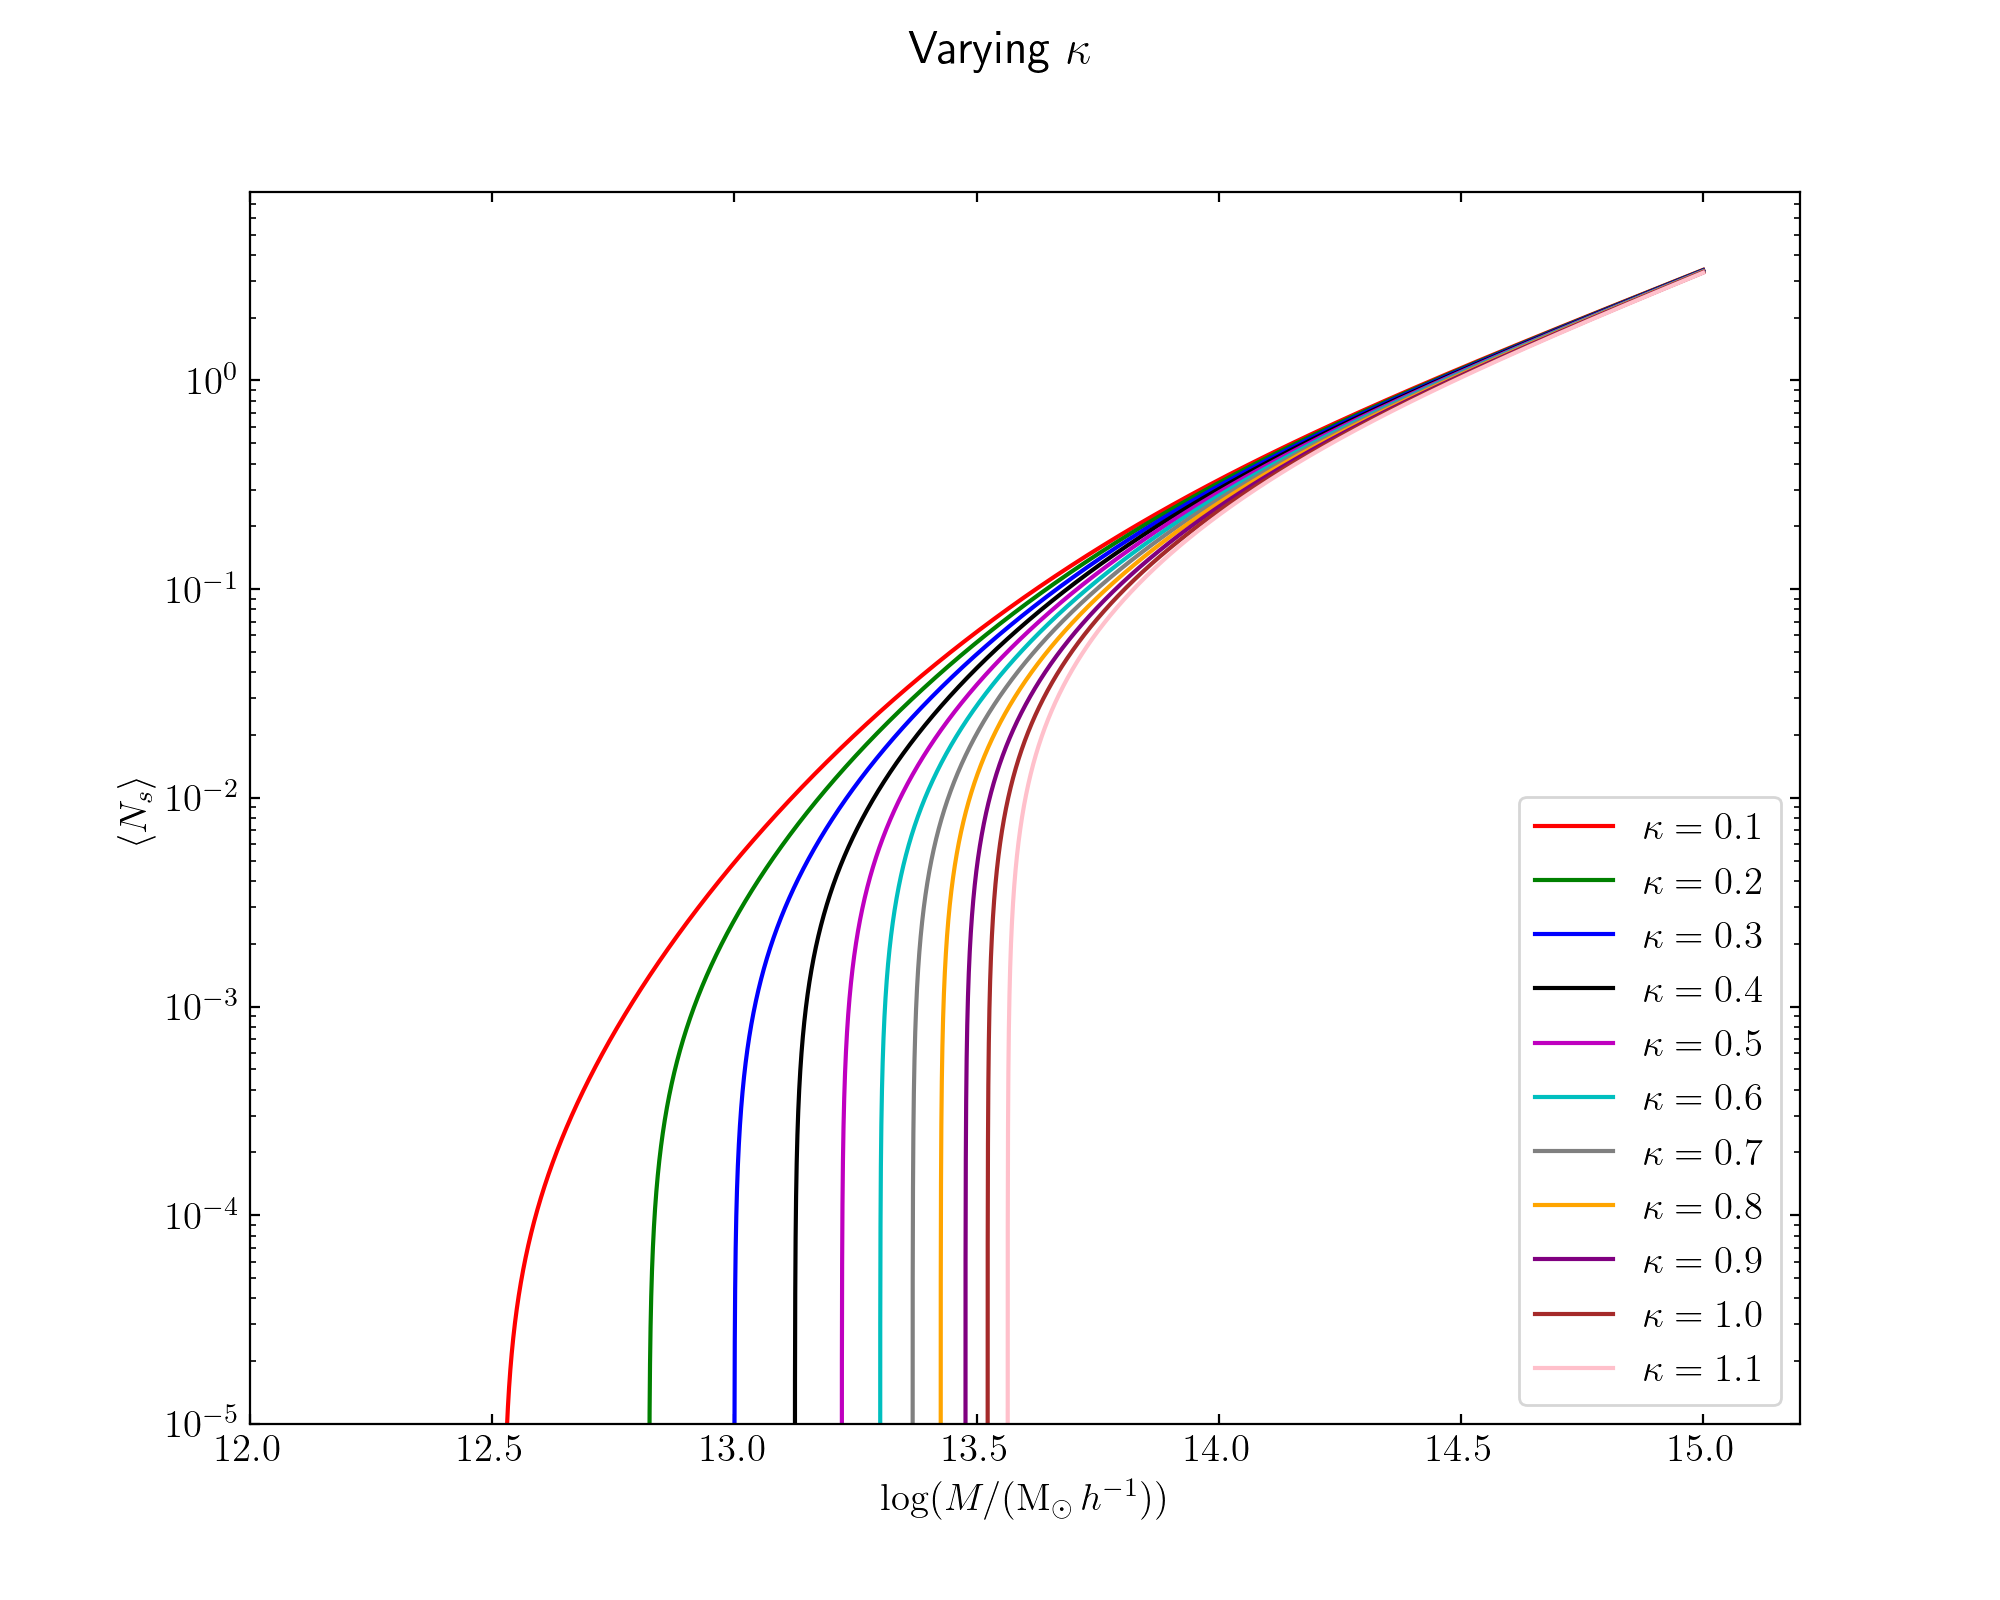 Varying κ
⟨N_s⟩
10⁰
10⁻¹
10⁻²
10⁻³
10⁻⁴
10⁻⁵
κ = 0.1
κ = 0.2
κ = 0.3
κ = 0.4
κ = 0.5
κ = 0.6
κ = 0.7
κ = 0.8
κ = 0.9
κ = 1.0
κ = 1.1
12.0 12.5 13.0 13.5 14.0 14.5 15.0
log(M/(M_⊙ h⁻¹))